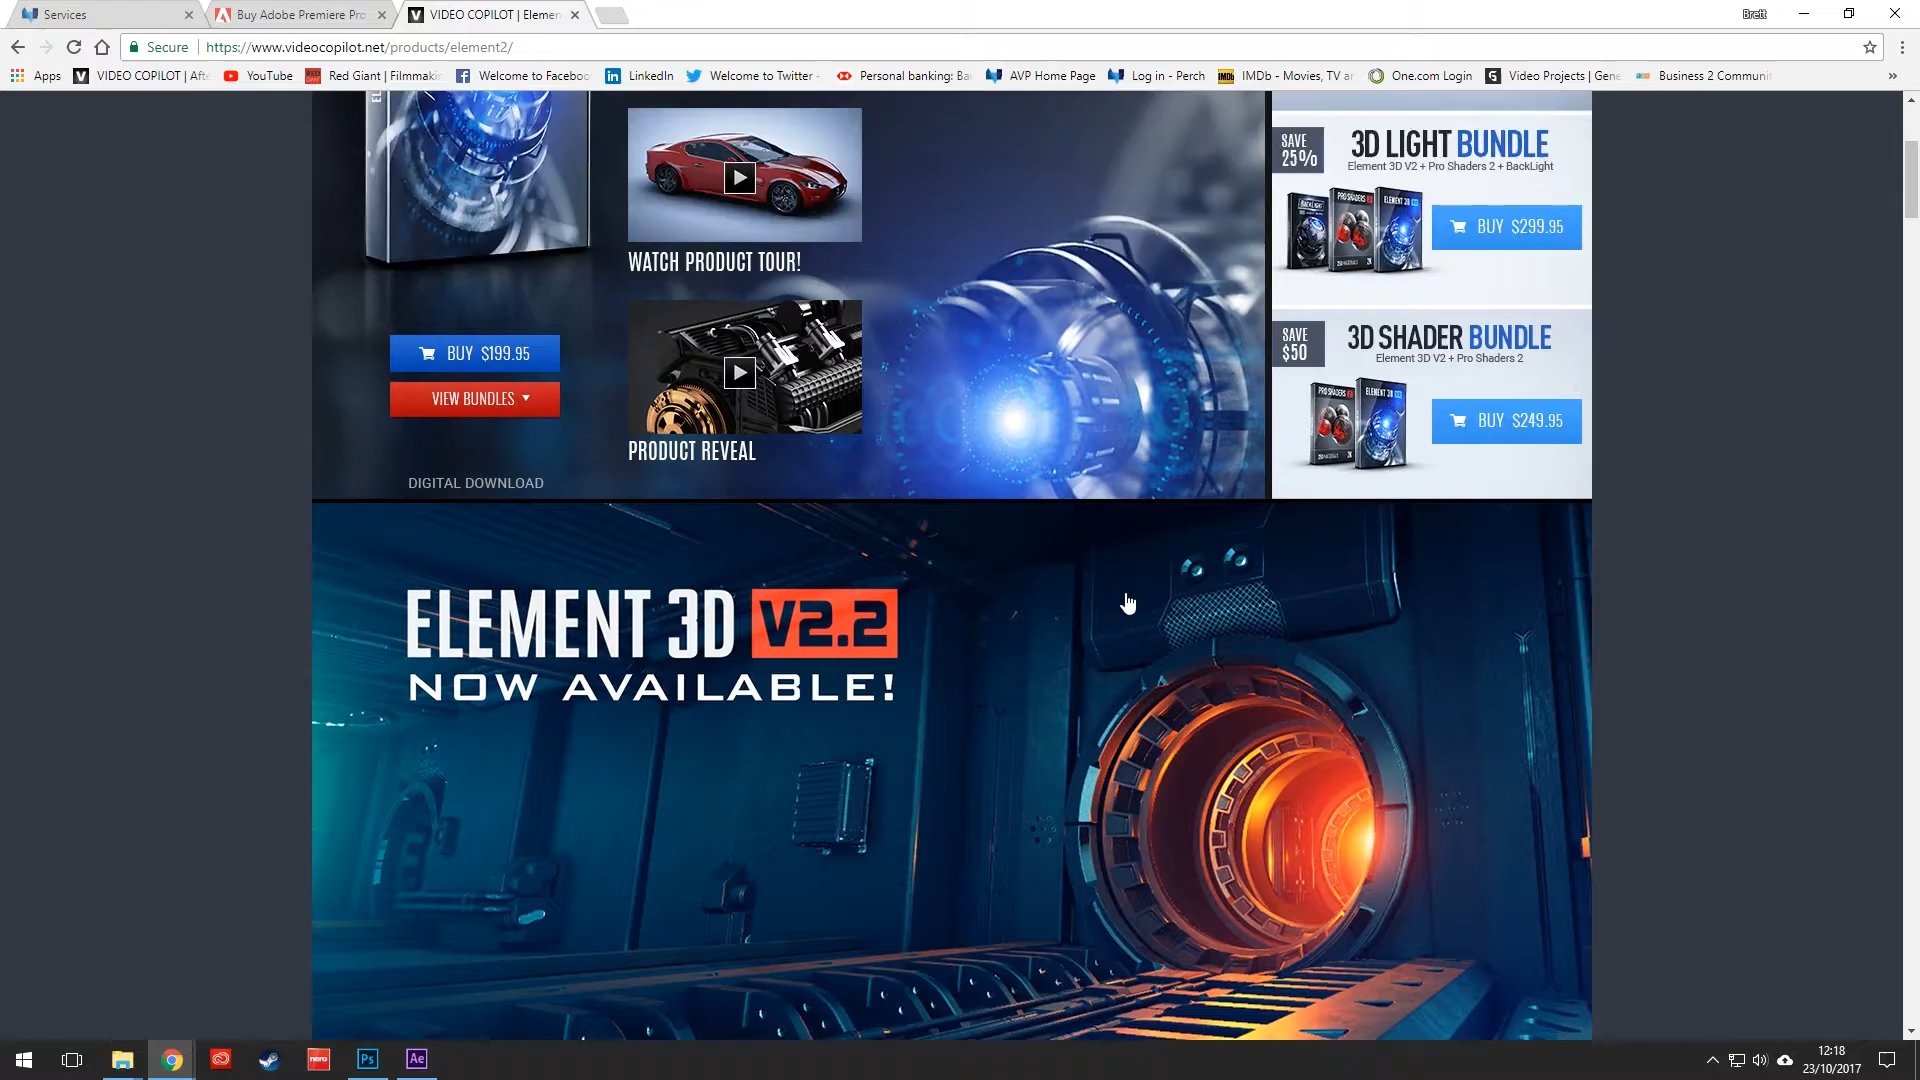 Services
Buy Adobe Premiere Pro
VIDEO COPILOT | Elemen
Brett
Secure
https://www.videocopilot.net/products/element2/
Apps
VIDEO COPILOT | Afte
YouTube
Red Giant | Filmmakin
Welcome to Faceboo
LinkedIn
Welcome to Twitter -
Personal banking: Ba
AVP Home Page
Log in - Perch
IMDb - Movies, TV ar
One.com Login
Video Projects | Gene
Business 2 Communi
WATCH PRODUCT TOUR!
BUY $199.95
VIEW BUNDLES
PRODUCT REVEAL
DIGITAL DOWNLOAD
SAVE
25%
3D LIGHT BUNDLE
Element 3D V2 + Pro Shaders 2 + BackLight
BUY $299.95
SAVE
$50
3D SHADER BUNDLE
Element 3D V2 + Pro Shaders 2
BUY $249.95
ELEMENT 3D V2.2
NOW AVAILABLE!
nero
Ps
Ae
12:18
23/10/2017